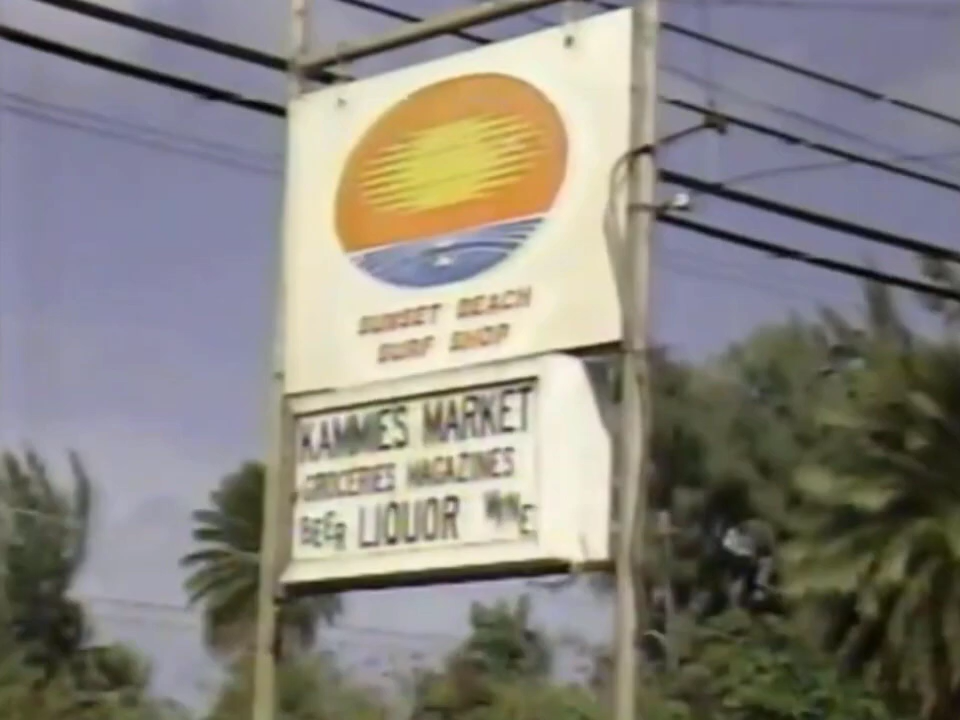 SUNSET BEACH
SURF SHOP
KAMMIES MARKET
GROCERIES MAGAZINES
BEER LIQUOR WINE